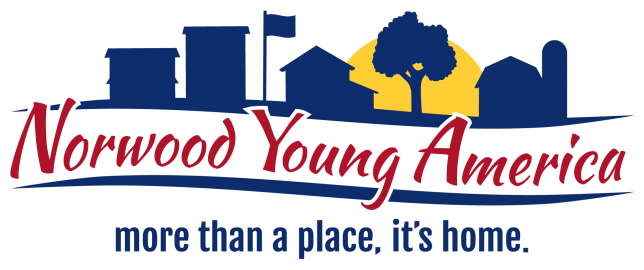 Norwood Young America
more than a place, it's home.